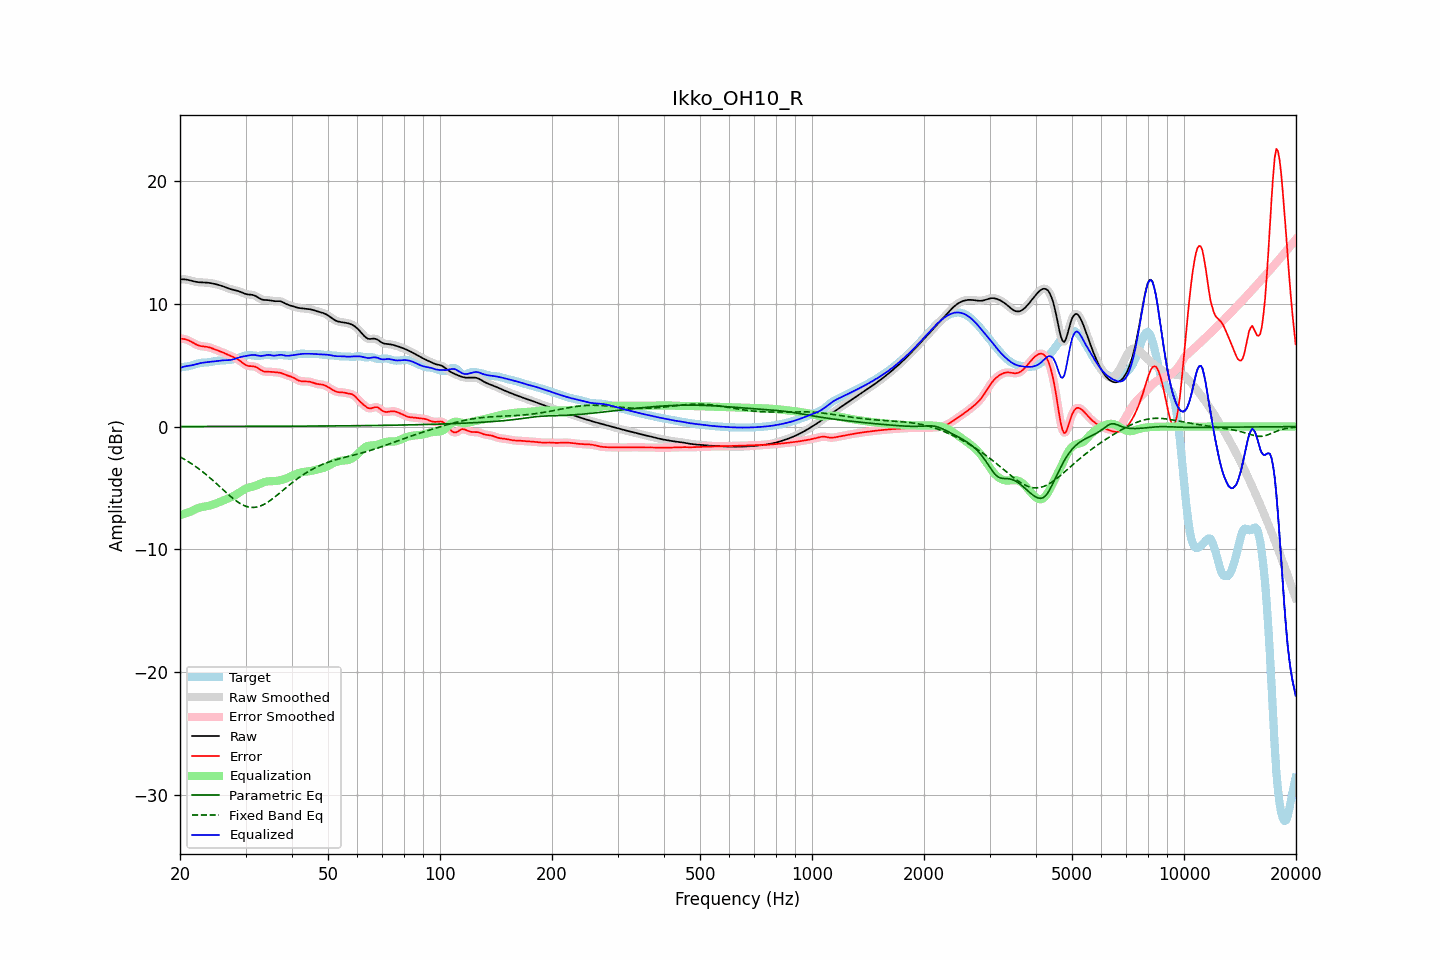 Ikko_OH10_R
Amplitude (dBr)
20
10
0
−10
−20
−30
Target
Raw Smoothed
Error Smoothed
Raw
Error
Equalization
Parametric Eq
Fixed Band Eq
Equalized
20
50
100
200
500
1000
2000
5000
10000
20000
Frequency (Hz)